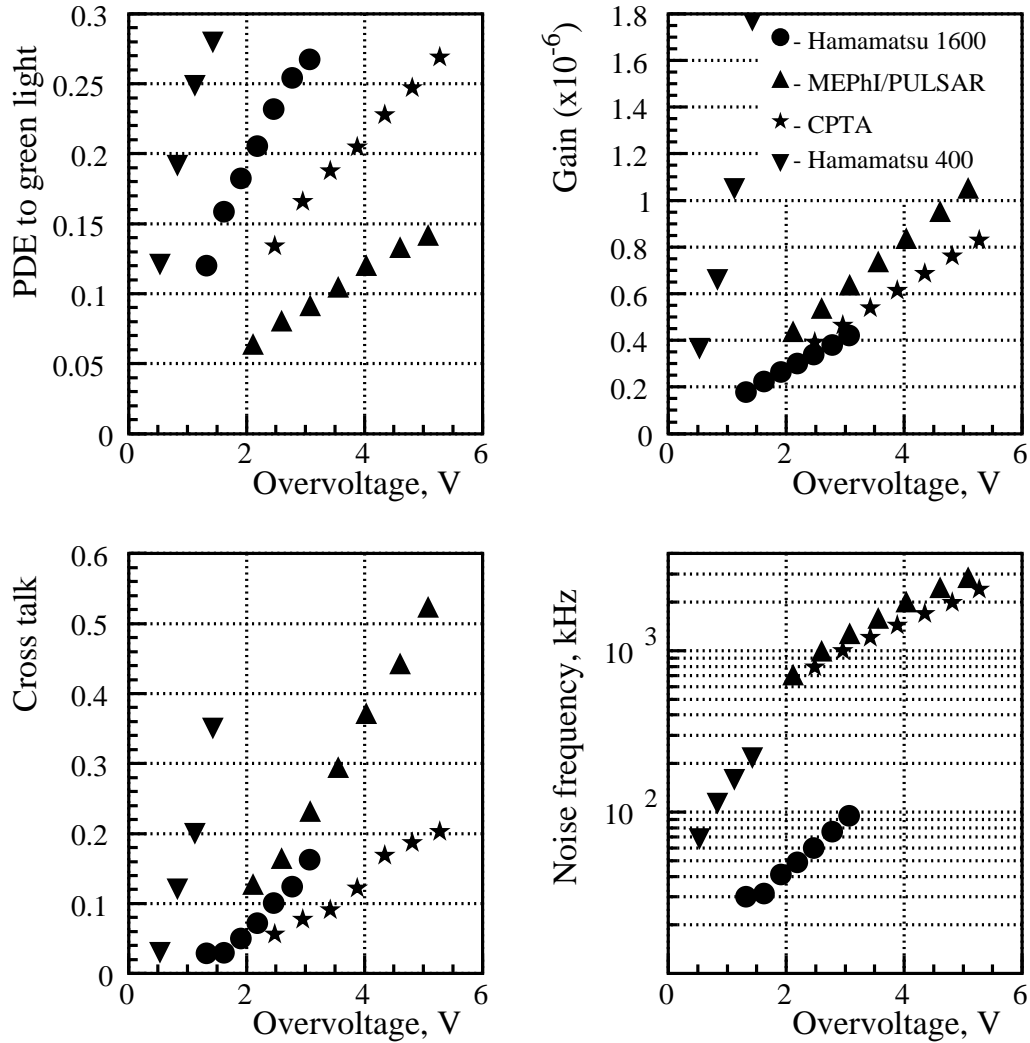 PDE to green light
0.3
0.25
0.2
0.15
0.1
0.05
0
0 2 4 6
Overvoltage, V
Gain (x10-6)
1.8
1.6
1.4
1.2
1
0.8
0.6
0.4
0.2
0
- Hamamatsu 1600
- MEPhI/PULSAR
- CPTA
- Hamamatsu 400
0 2 4 6
Overvoltage, V
Cross talk
0.6
0.5
0.4
0.3
0.2
0.1
0
0 2 4 6
Overvoltage, V
Noise frequency, kHz
10 3
10 2
0 2 4 6
Overvoltage, V